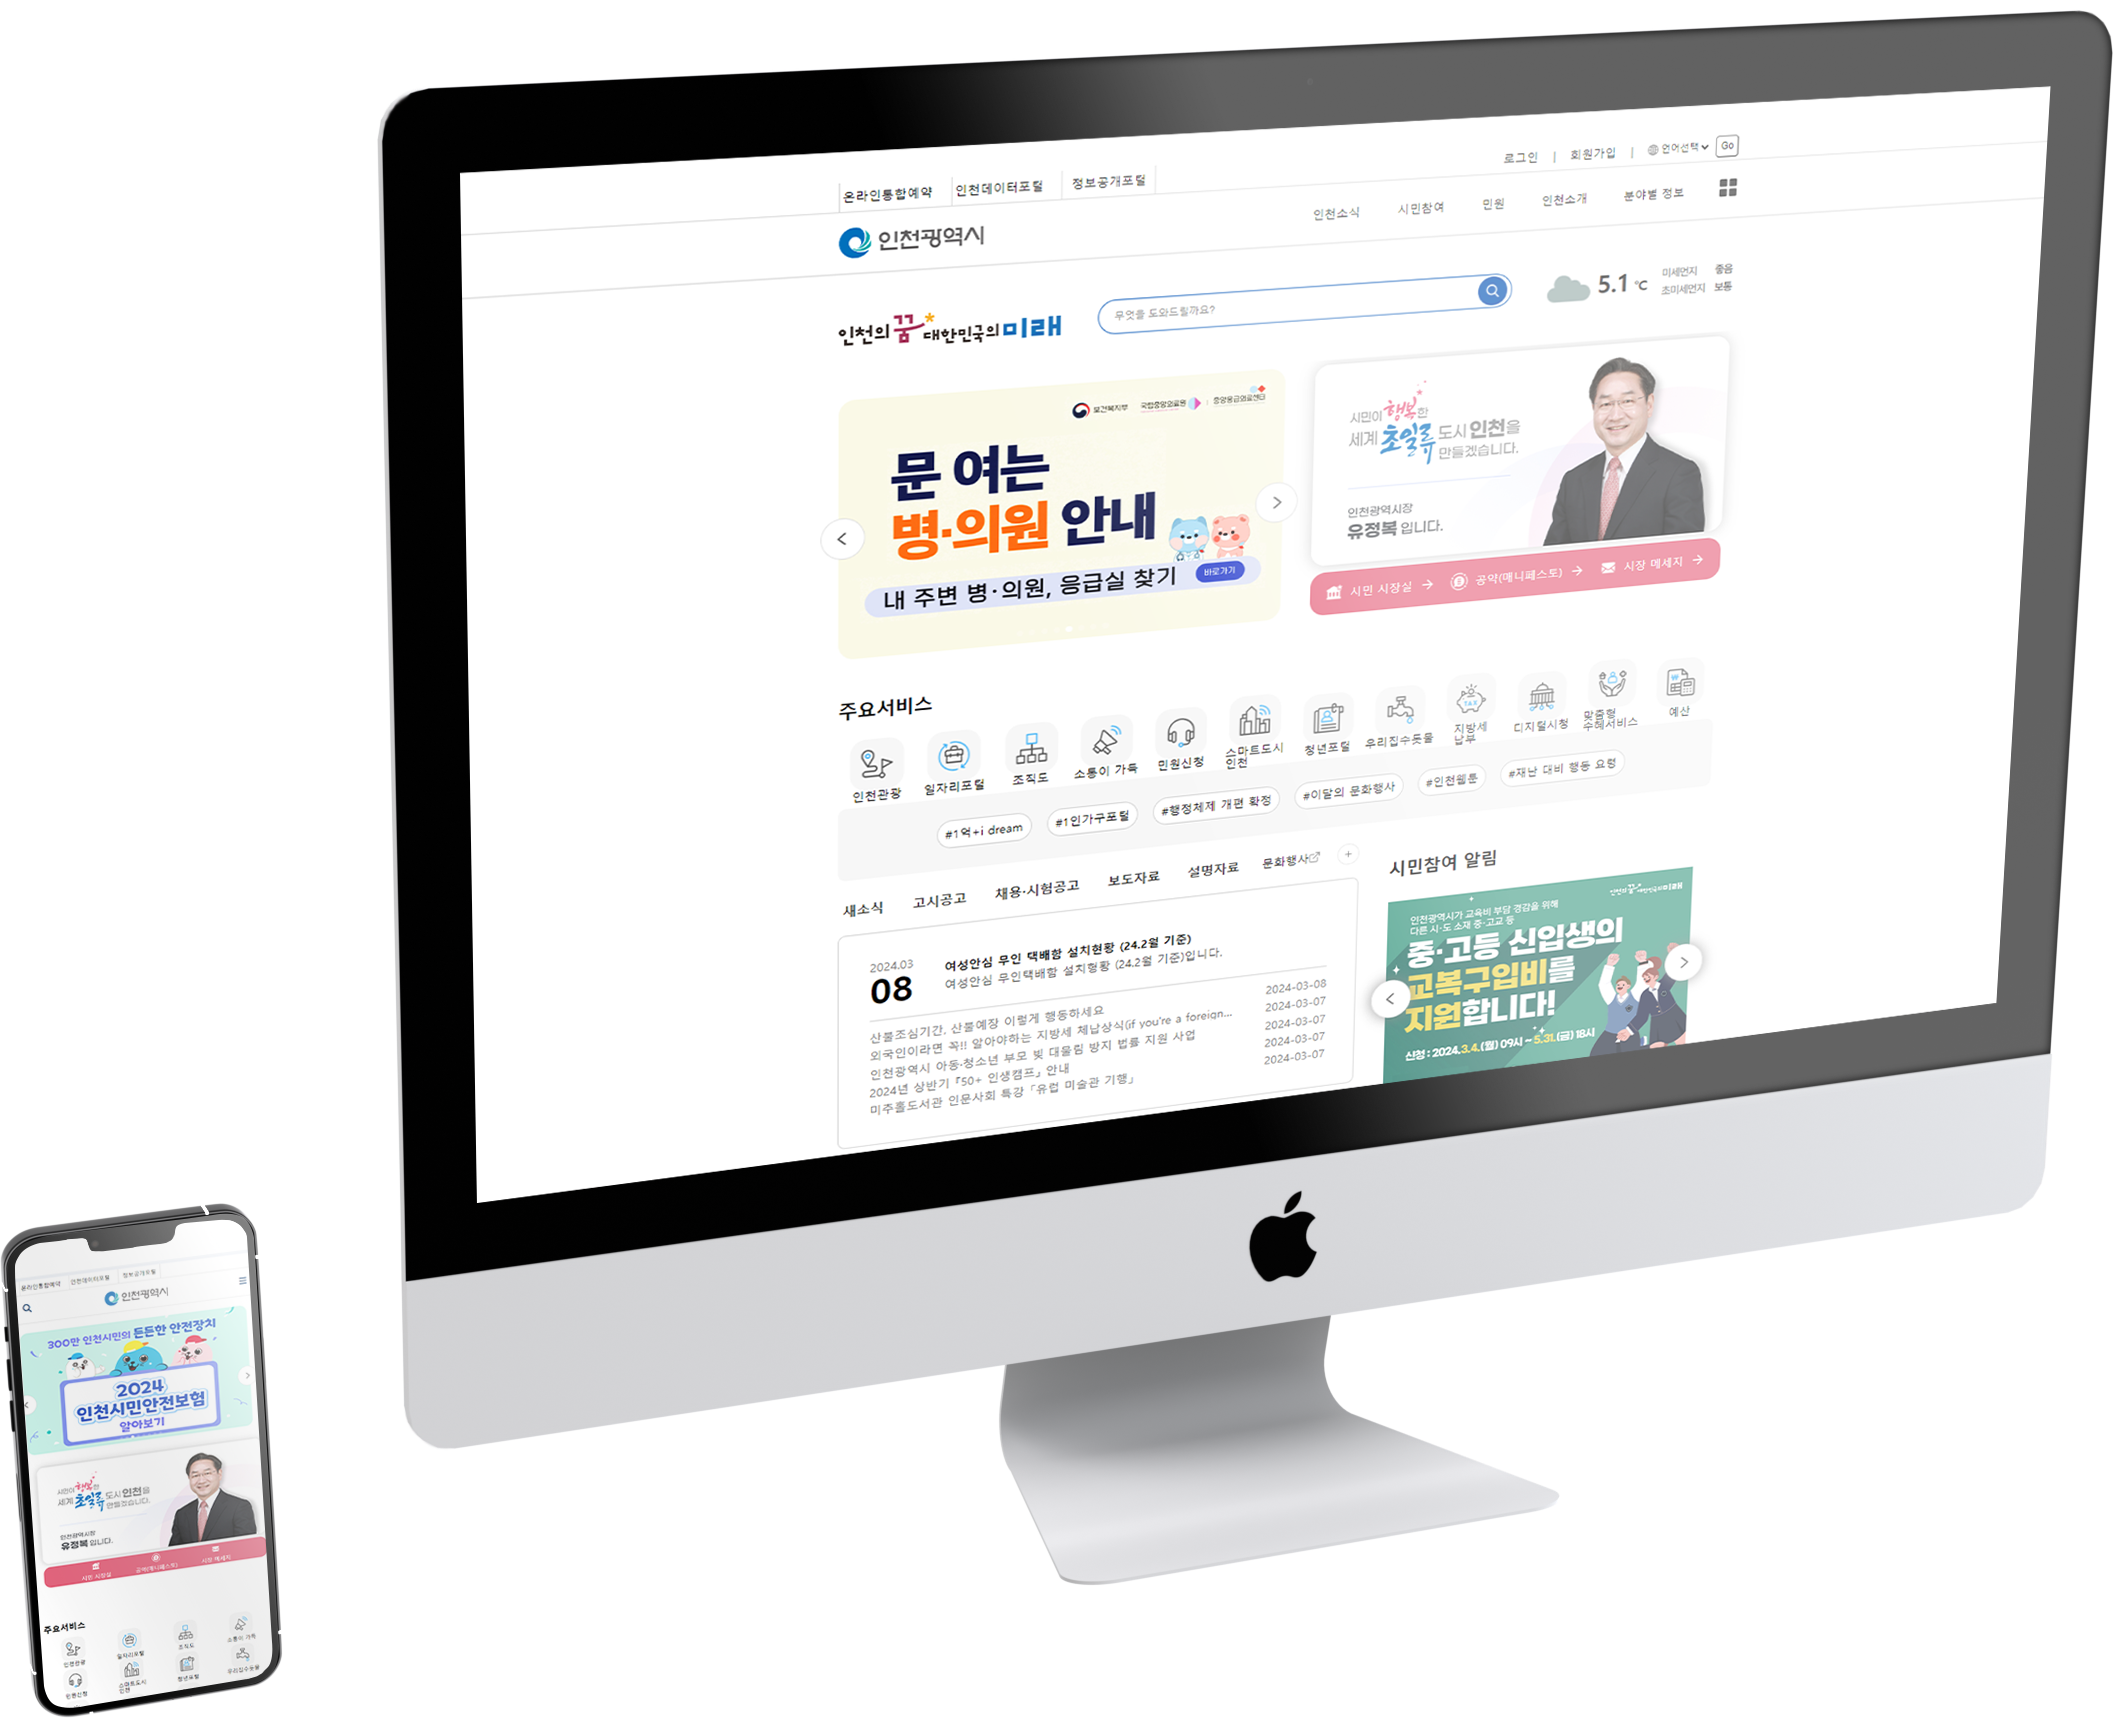 로그인 | 회원가입 | 언어선택 Go
온라인통합예약 인천데이터포털 정보공개포털
인천광역시
인천소식 시민참여 민원 인천소개 분야별 정보
인천의 꿈 대한민국의 미래
무엇을 도와드릴까요?
5.1 ℃
미세먼지 좋음
초미세먼지 보통
보건복지부 국립중앙의료원 중앙응급의료센터
문 여는
병·의원 안내
내 주변 병·의원, 응급실 찾기 바로가기
시민이 행복한
세계 초일류 도시 인천을
만들겠습니다.
인천광역시장
유정복 입니다.
시민 시장실 → 공약(매니페스토) → 시장 메세지 →
주요서비스
인천관광
일자리포털
조직도
소통이 가득
민원신청
스마트도시
인천
청년포털
우리집수돗물
지방세
납부
디지털시청
맞춤형
수혜서비스
예산
#1억+i dream #1인가구포털 #행정체제 개편 확정 #이달의 문화행사 #인천웹툰 #재난 대비 행동 요령
새소식 고시공고 채용·시험공고 보도자료 설명자료 문화행사 +
2024.03
08
여성안심 무인 택배함 설치현황 (24.2월 기준)
여성안심 무인택배함 설치형황 (24.2월 기준)입니다.
산불조심기간, 산불예장 이렇게 행동하세요 2024-03-08
외국인이라면 꼭!! 알아야하는 지방세 체납상식(if you're a foreign... 2024-03-07
인천광역시 아동·청소년 부모 빚 대물림 방지 법률 지원 사업 2024-03-07
2024년 상반기 『50+ 인생캠프』 안내 2024-03-07
미추홀도서관 인문사회 특강 「유럽 미술관 기행」 2024-03-07
시민참여 알림
인천의 꿈 대한민국의 미래
인천광역시가 교육비 부담 경감을 위해
다른 시·도 소재 중·고교 등
중·고등 신입생의
교복구입비를
지원합니다!
신청 : 2024.3.4.(월) 09시 ~ 5.31.(금) 18시
온라인통합예약 인천데이터포털 정보공개포털
인천광역시
300만 인천시민의 든든한 안전장치
2024
인천시민안전보험
알아보기
시민이 행복한
세계 초일류 도시 인천을
만들겠습니다.
인천광역시장
유정복 입니다.
시민 시장실 공약(매니페스토) 시장 메세지
주요서비스
인천관광 일자리포털 조직도 소통이 가득
민원신청 스마트도시
인천 청년포털 우리집수돗물